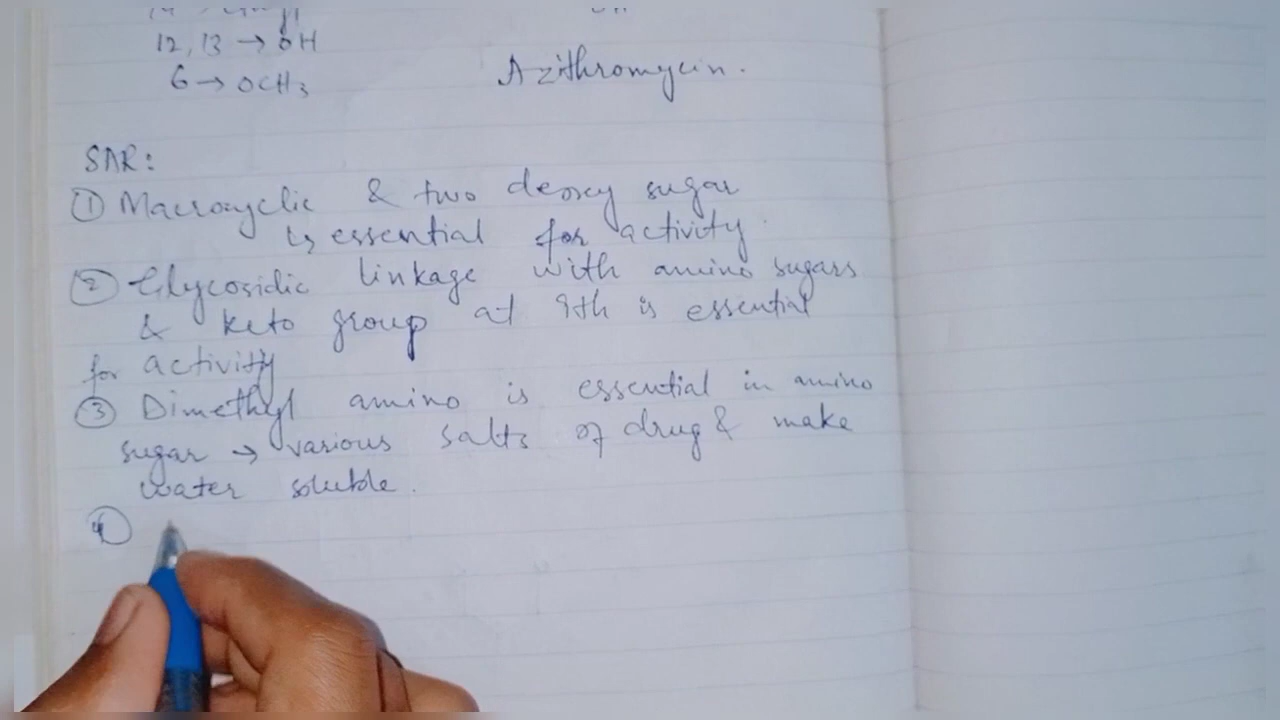 12, 13 → OH
6 → OCH3
Azithromycin.
SAR:
① Macrocyclic & two deoxy sugar
is essential for activity.
② Glycosidic linkage with amino sugars
& keto group at 9th is essential
for activity
③ Dimethyl amino is essential in amino
sugar → various salts of drug & make
water soluble.
④